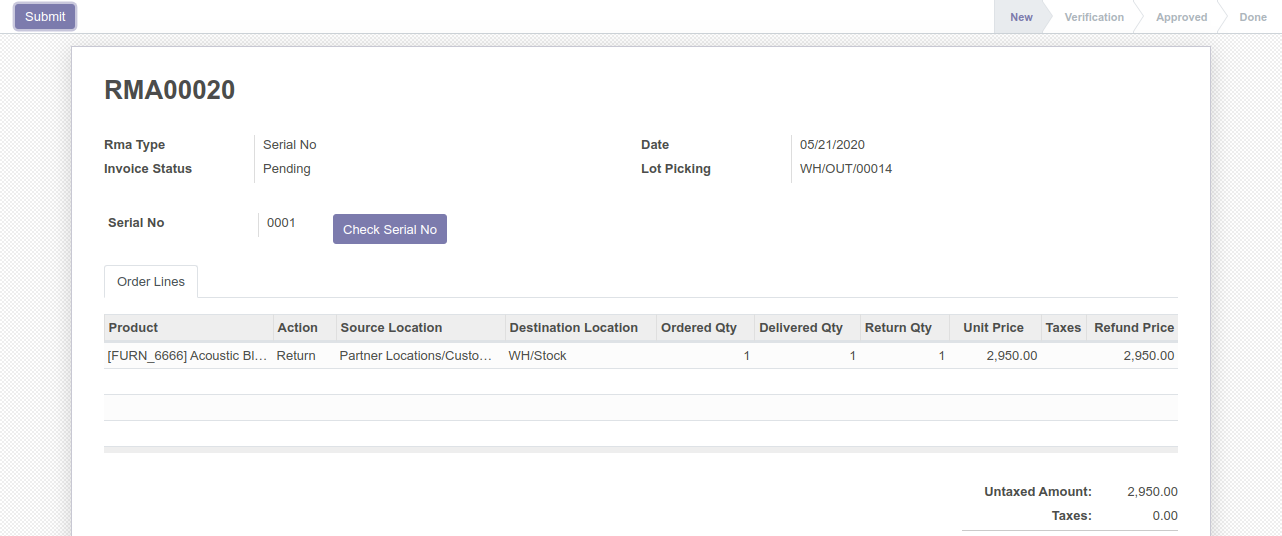 Submit New Verification Approved Done
RMA00020
Rma Type Serial No Date 05/21/2020
Invoice Status Pending Lot Picking WH/OUT/00014
Serial No 0001 Check Serial No
Order Lines
Product Action Source Location Destination Location Ordered Qty Delivered Qty Return Qty Unit Price Taxes Refund Price
[FURN_6666] Acoustic Bl... Return Partner Locations/Custo... WH/Stock 1 1 1 2,950.00 2,950.00
Untaxed Amount: 2,950.00
Taxes: 0.00